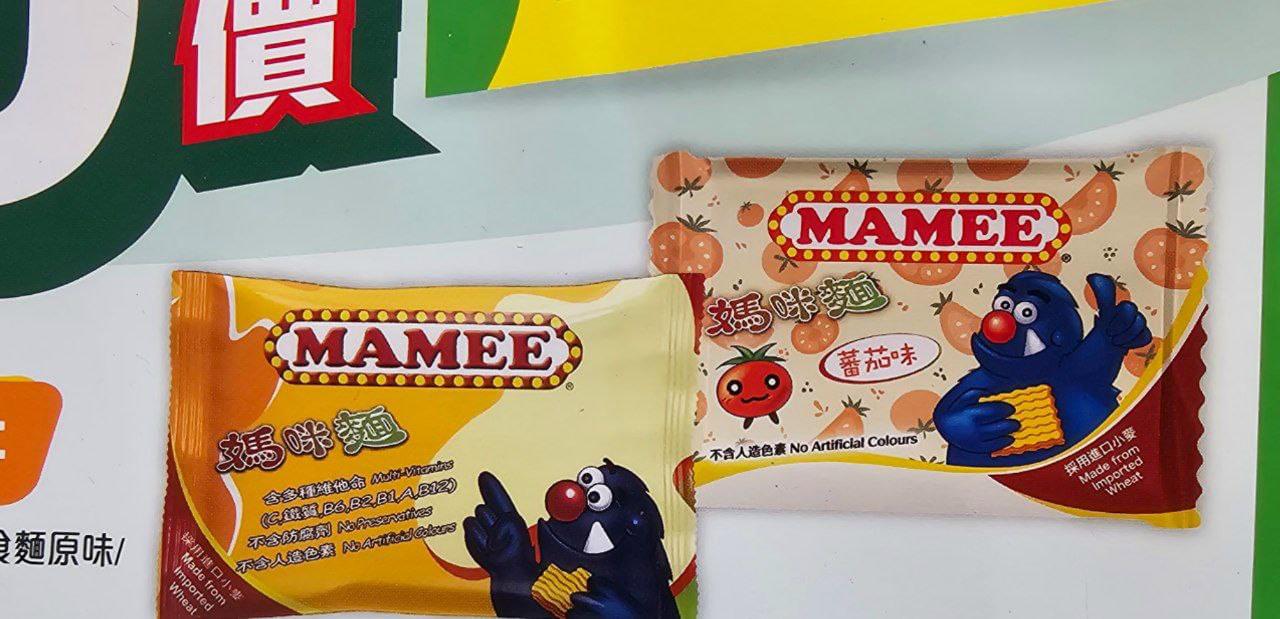 價
MAMEE
媽咪麵
含多種維他命 Multi-Vitamins
(C,鐵質,B6,B2,B1,A,B12)
不含防腐劑 No Preservatives
不含人造色素 No Artificial Colours
採用進口小麥
Made from
Imported
Wheat
MAMEE
媽咪麵
蕃茄味
不含人造色素 No Artificial Colours
採用進口小麥
Made from
Imported
Wheat
麵原味/